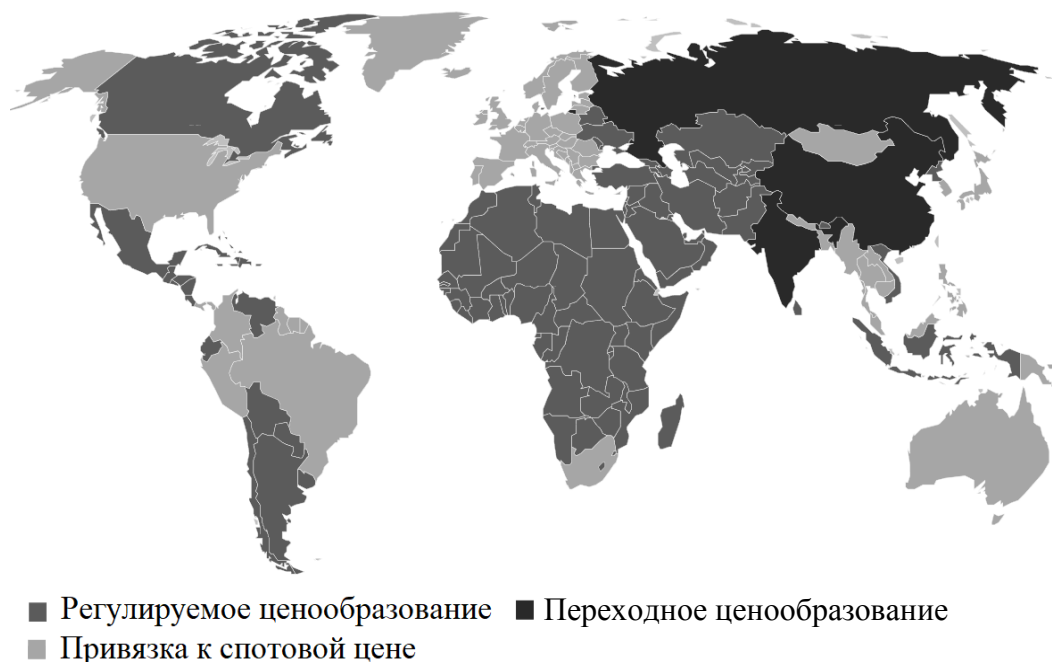 Регулируемое ценообразование Переходное ценообразование
Привязка к спотовой цене